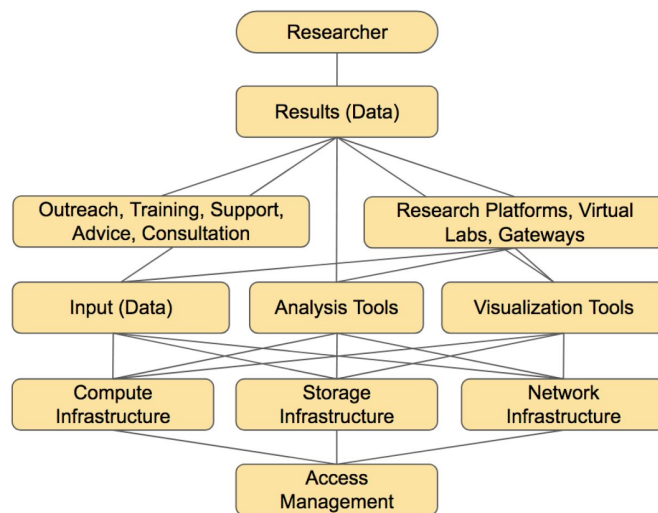 Researcher
Results (Data)
Outreach, Training, Support,
Advice, Consultation
Research Platforms, Virtual
Labs, Gateways
Input (Data)
Analysis Tools
Visualization Tools
Compute
Infrastructure
Storage
Infrastructure
Network
Infrastructure
Access
Management